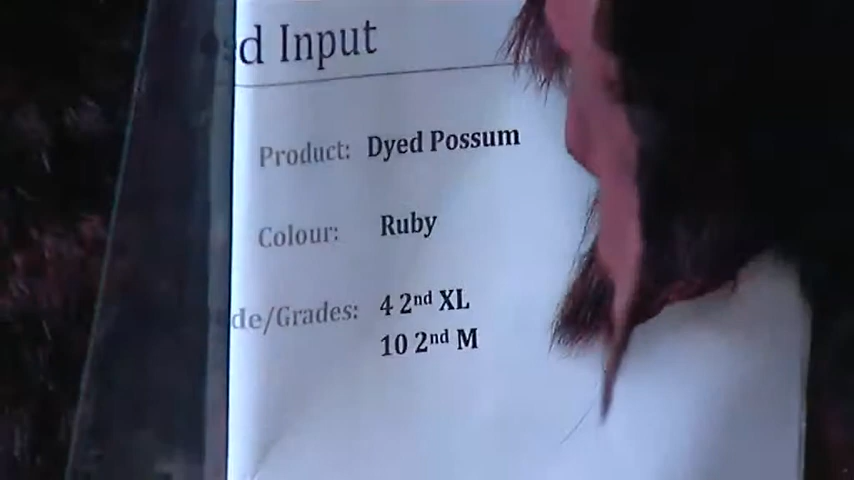 d Input
Product: Dyed Possum
Colour: Ruby
de/Grades: 4 2nd XL
10 2nd M